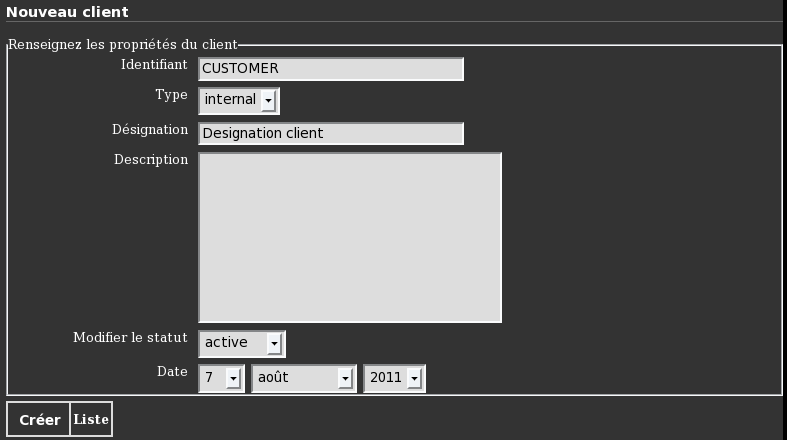 Nouveau client
Renseignez les propriétés du client
Identifiant CUSTOMER
Type internal
Désignation Designation client
Description
Modifier le statut active
Date 7 août 2011
Créer Liste